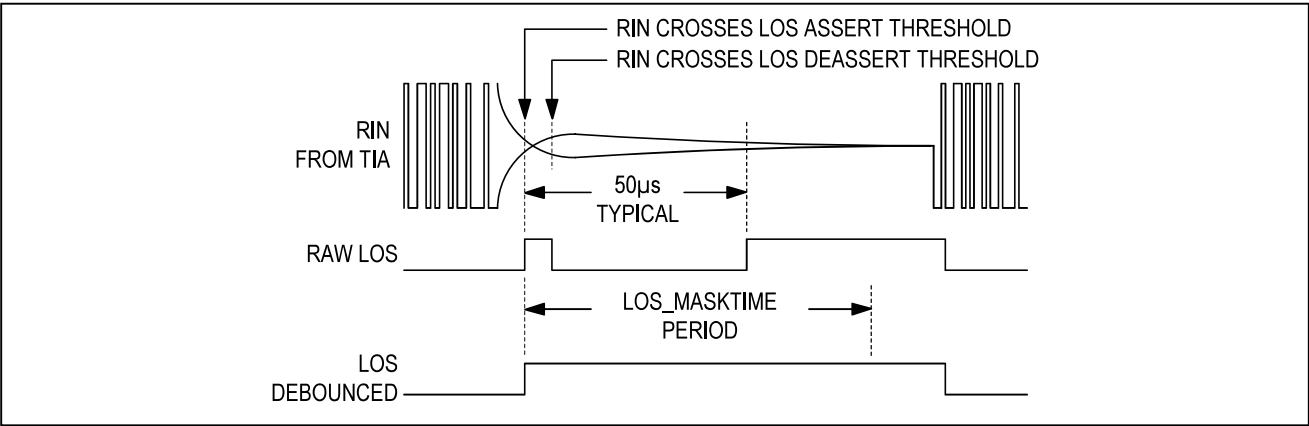 RIN CROSSES LOS ASSERT THRESHOLD
RIN CROSSES LOS DEASSERT THRESHOLD
RIN
FROM TIA
50µs
TYPICAL
RAW LOS
LOS_MASKTIME
PERIOD
LOS
DEBOUNCED